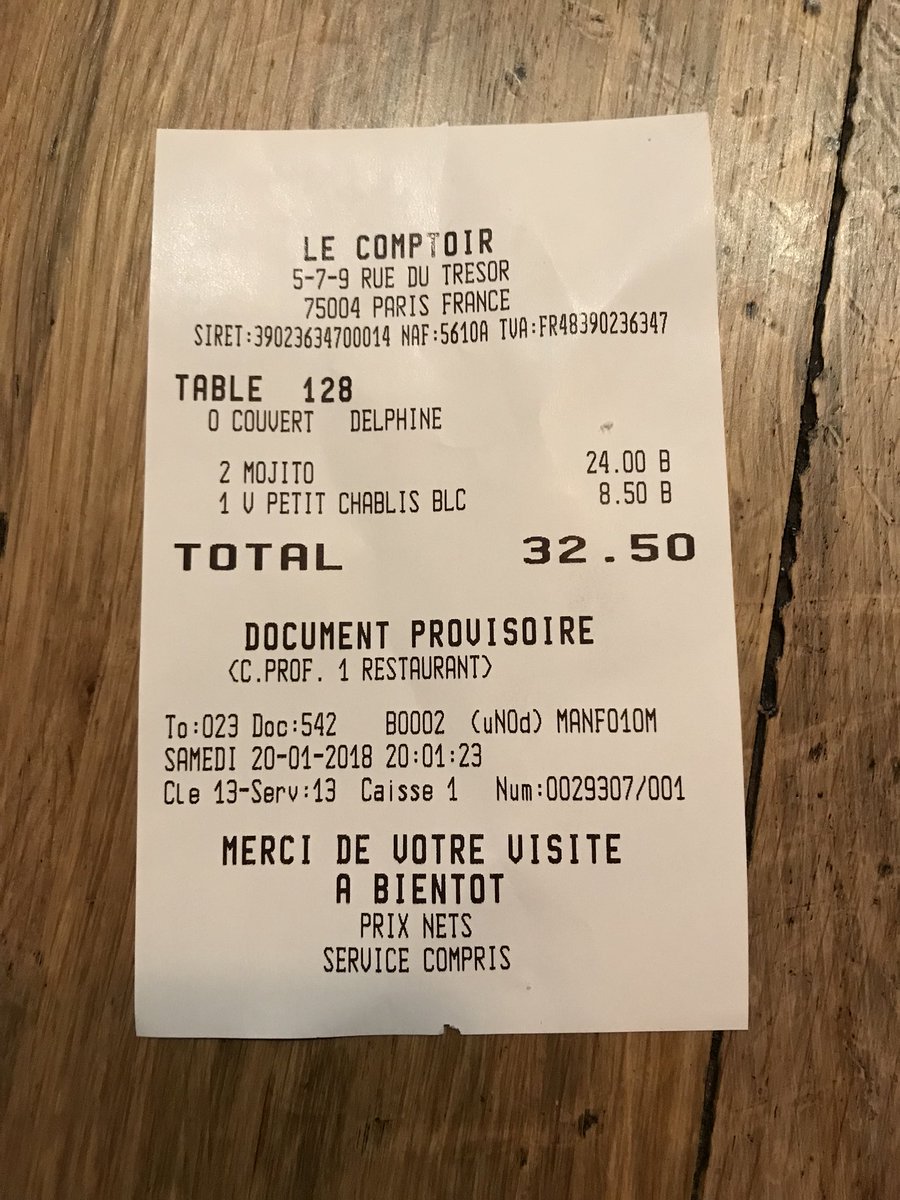 LE COMPTOIR
5-7-9 RUE DU TRESOR
75004 PARIS FRANCE
SIRET:39023634700014 NAF:5610A TVA:FR48390236347
TABLE 128
0 COUVERT DELPHINE
2 MOJITO 24.00 B
1 V PETIT CHABLIS BLC 8.50 B
TOTAL 32.50
DOCUMENT PROVISOIRE
<C.PROF. 1 RESTAURANT>
To:023 Doc:542 B0002 (uNOd) MANF010M
SAMEDI 20-01-2018 20:01:23
Cle 13-Serv:13 Caisse 1 Num:0029307/001
MERCI DE VOTRE VISITE
A BIENTOT
PRIX NETS
SERVICE COMPRIS